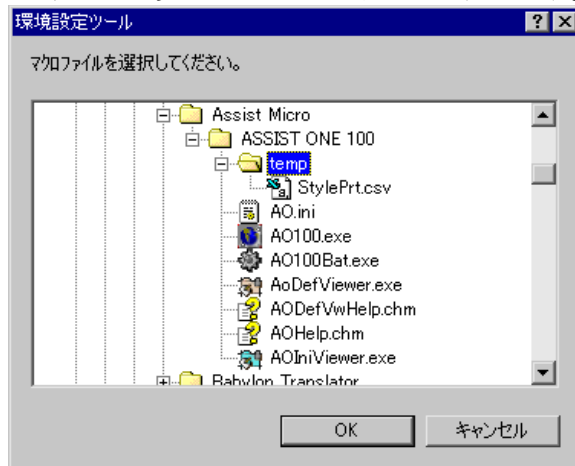 環境設定ツール
マクロファイルを選択してください。
Assist Micro
ASSIST ONE 100
temp
StylePrt.csv
AO.ini
AO100.exe
AO100Bat.exe
AoDefViewer.exe
AODefVwHelp.chm
AOHelp.chm
AOIniViewer.exe
Babylon Translator
OK
キャンセル